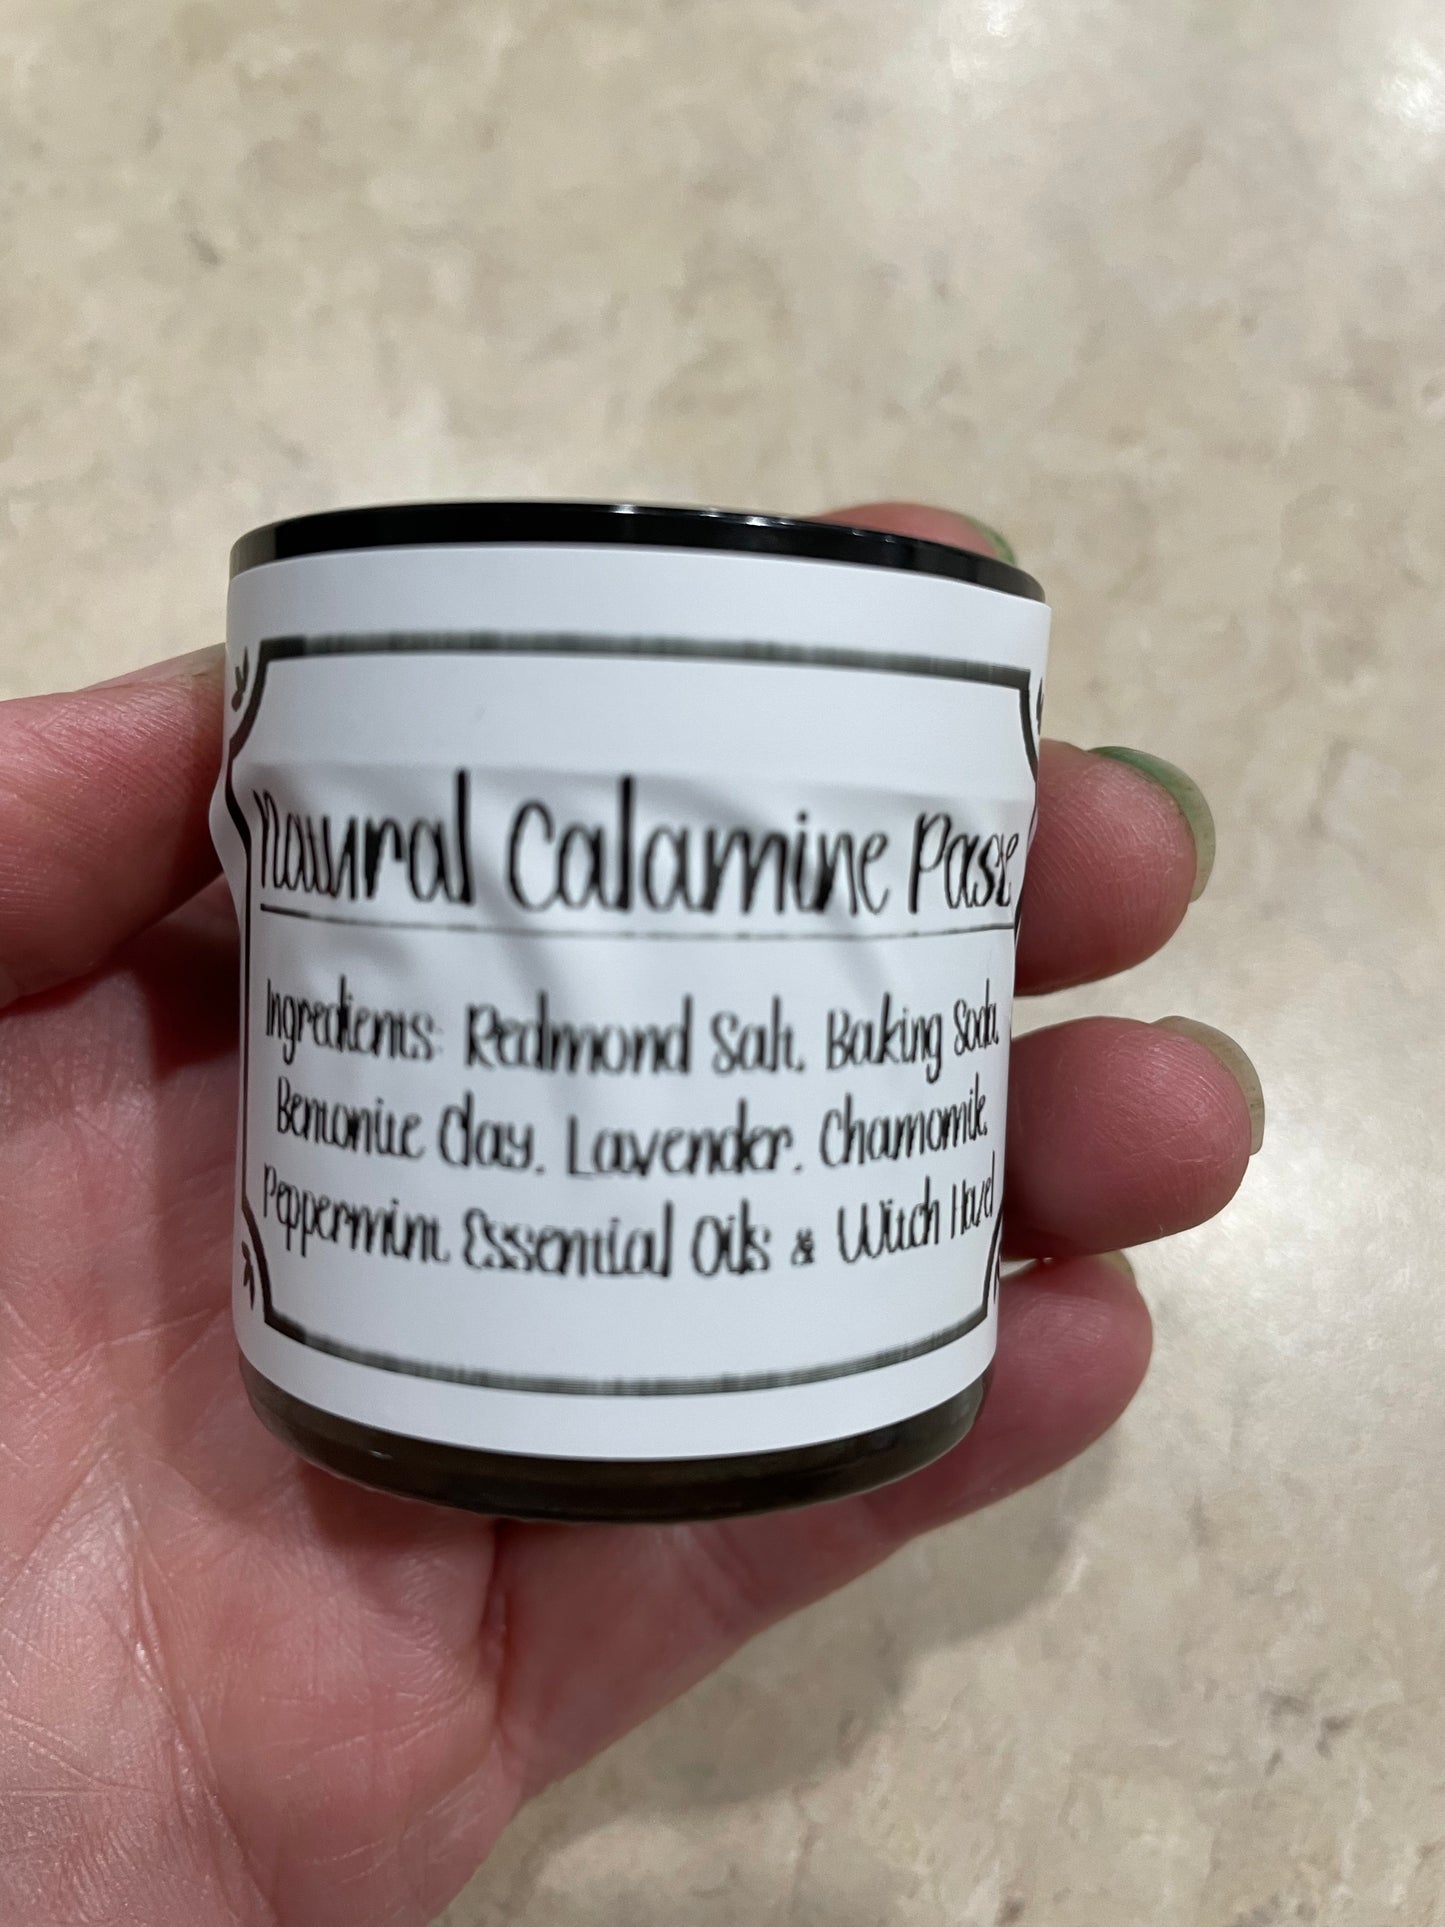 Natural Calamine Paste
Ingredients: Redmond Salt, Baking Soda,
Bentonite Clay, Lavender, Chamomile,
Peppermint Essential Oils & Witch Hazel